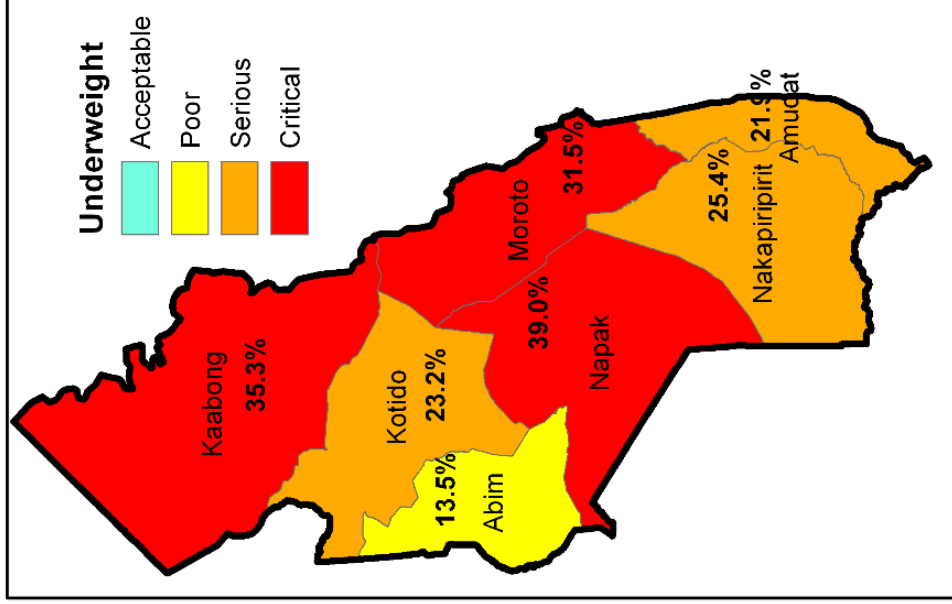 Underweight
Acceptable
Poor
Serious
Critical
Kaabong
35.3%
Kotido
23.2%
13.5%
Abim
Moroto
31.5%
39.0%
Napak
25.4%
Nakapiripirit
21.9%
Amudat